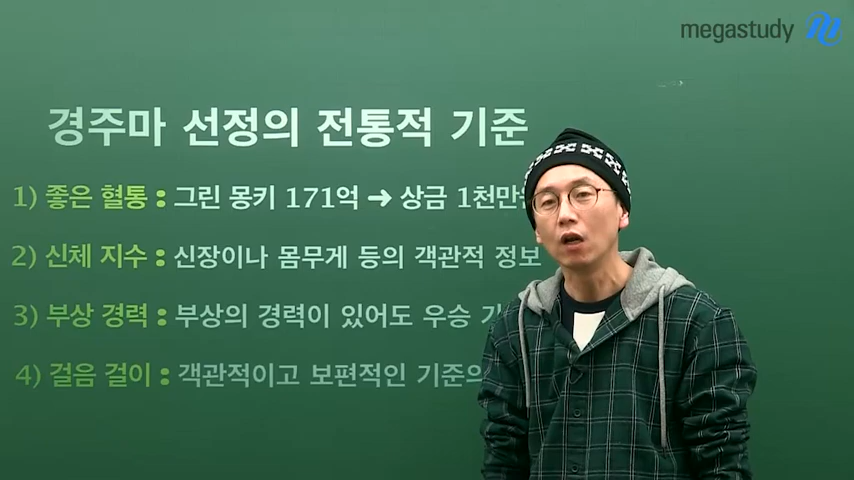 megastudy
경주마 선정의 전통적 기준
1) 좋은 혈통 : 그린 몽키 171억 → 상금 1천만
2) 신체 지수 : 신장이나 몸무게 등의 객관적 정보
3) 부상 경력 : 부상의 경력이 있어도 우승
4) 걸음 걸이 : 객관적이고 보편적인 기준의